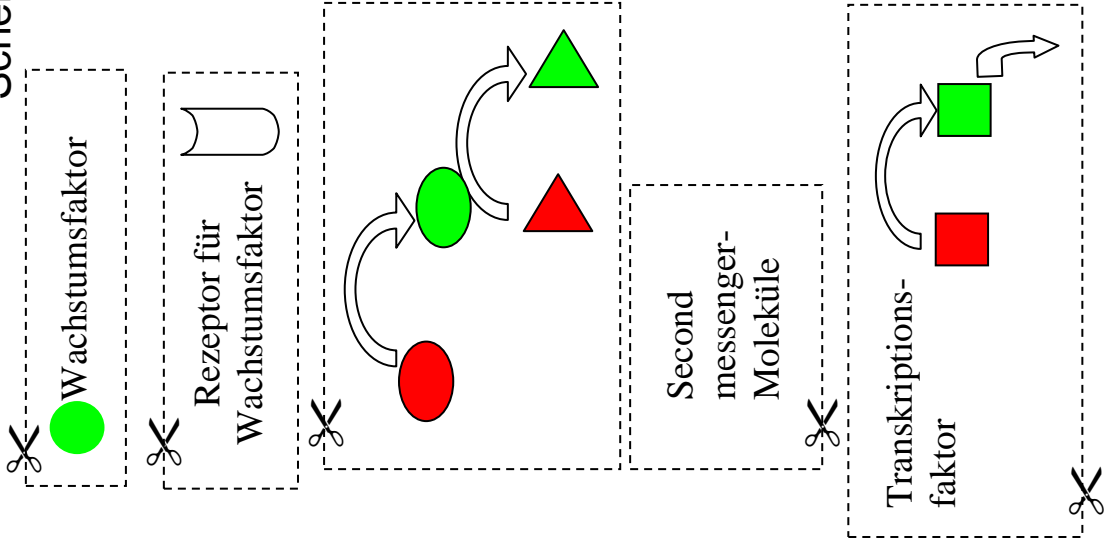 Wachstumsfaktor
Rezeptor für
Wachstumsfaktor
Second
messenger-
Moleküle
Transkriptions-
faktor